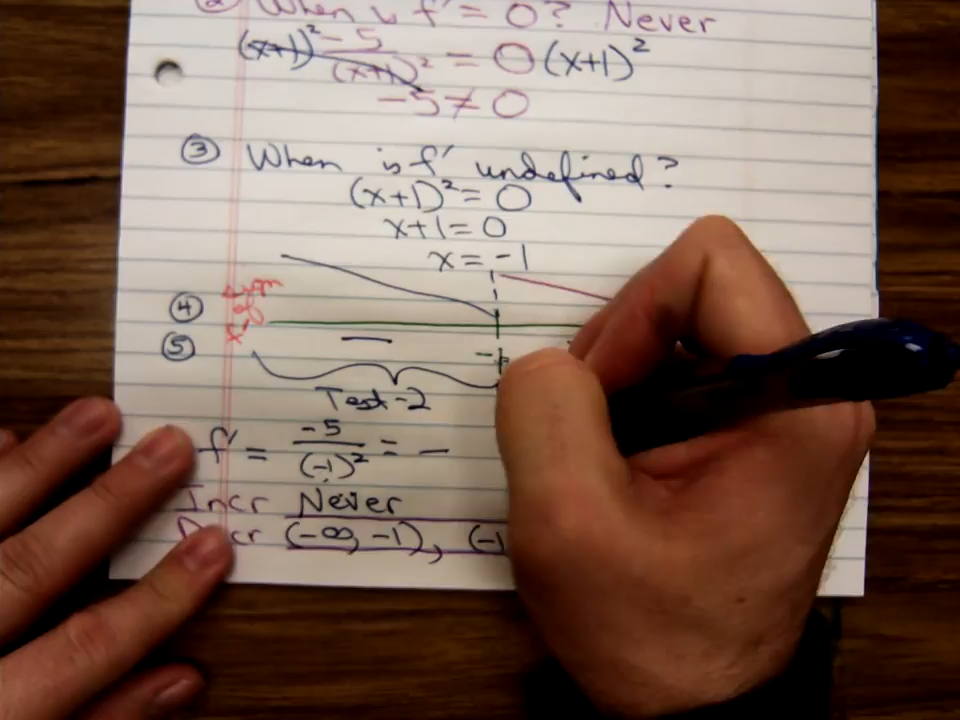 ② When is f' = 0? Never
(x+1)² -5/(x+1)² = 0 (x+1)²
-5 ≠ 0
③ When is f' undefined?
(x+1)² = 0
x+1 = 0
x = -1
④
⑤
Test -2
f' = -5/(-1)² = -
Incr Never
Decr (-∞, -1), (-1